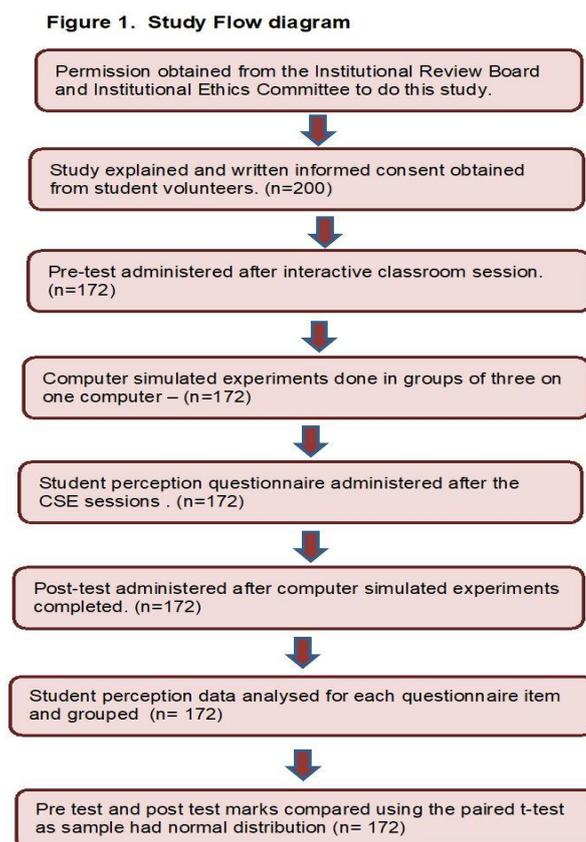 Figure 1. Study Flow diagram
Permission obtained from the Institutional Review Board
and Institutional Ethics Committee to do this study.
Study explained and written informed consent obtained
from student volunteers. (n=200)
Pre-test administered after interactive classroom session.
(n=172)
Computer simulated experiments done in groups of three on
one computer – (n=172)
Student perception questionnaire administered after the
CSE sessions . (n=172)
Post-test administered after computer simulated experiments
completed. (n=172)
Student perception data analysed for each questionnaire item
and grouped (n= 172)
Pre test and post test marks compared using the paired t-test
as sample had normal distribution (n= 172)